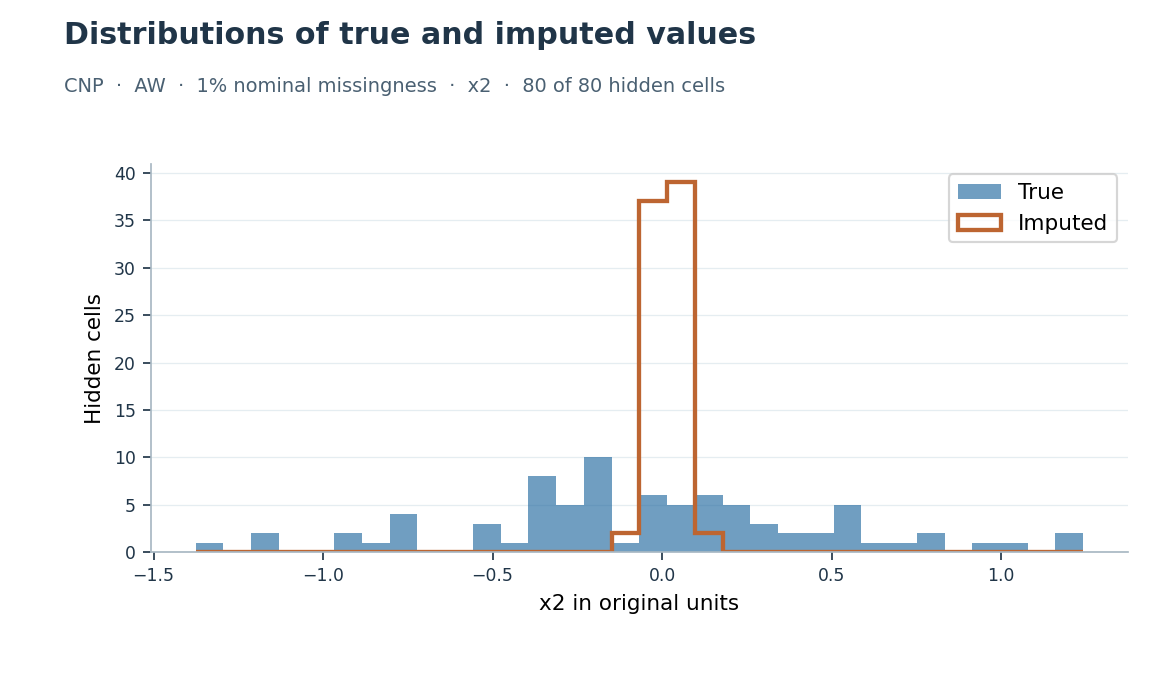 Distributions of true and imputed values
CNP · AW · 1% nominal missingness · x2 · 80 of 80 hidden cells
True
Imputed
Hidden cells
40
35
30
25
20
15
10
5
0
−1.5
−1.0
−0.5
0.0
0.5
1.0
x2 in original units